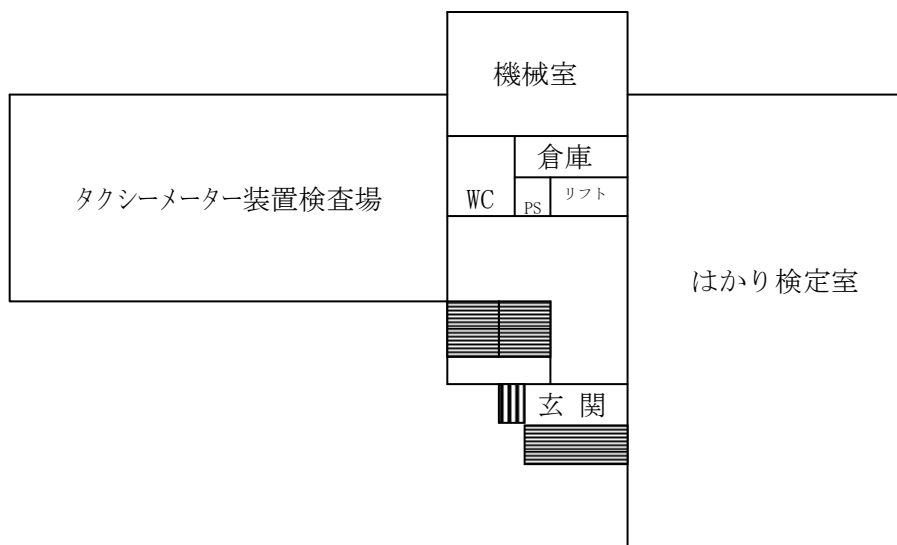 機械室
倉庫
タクシーメーター装置検査場
WC
PS
リフト
はかり検定室
玄 関